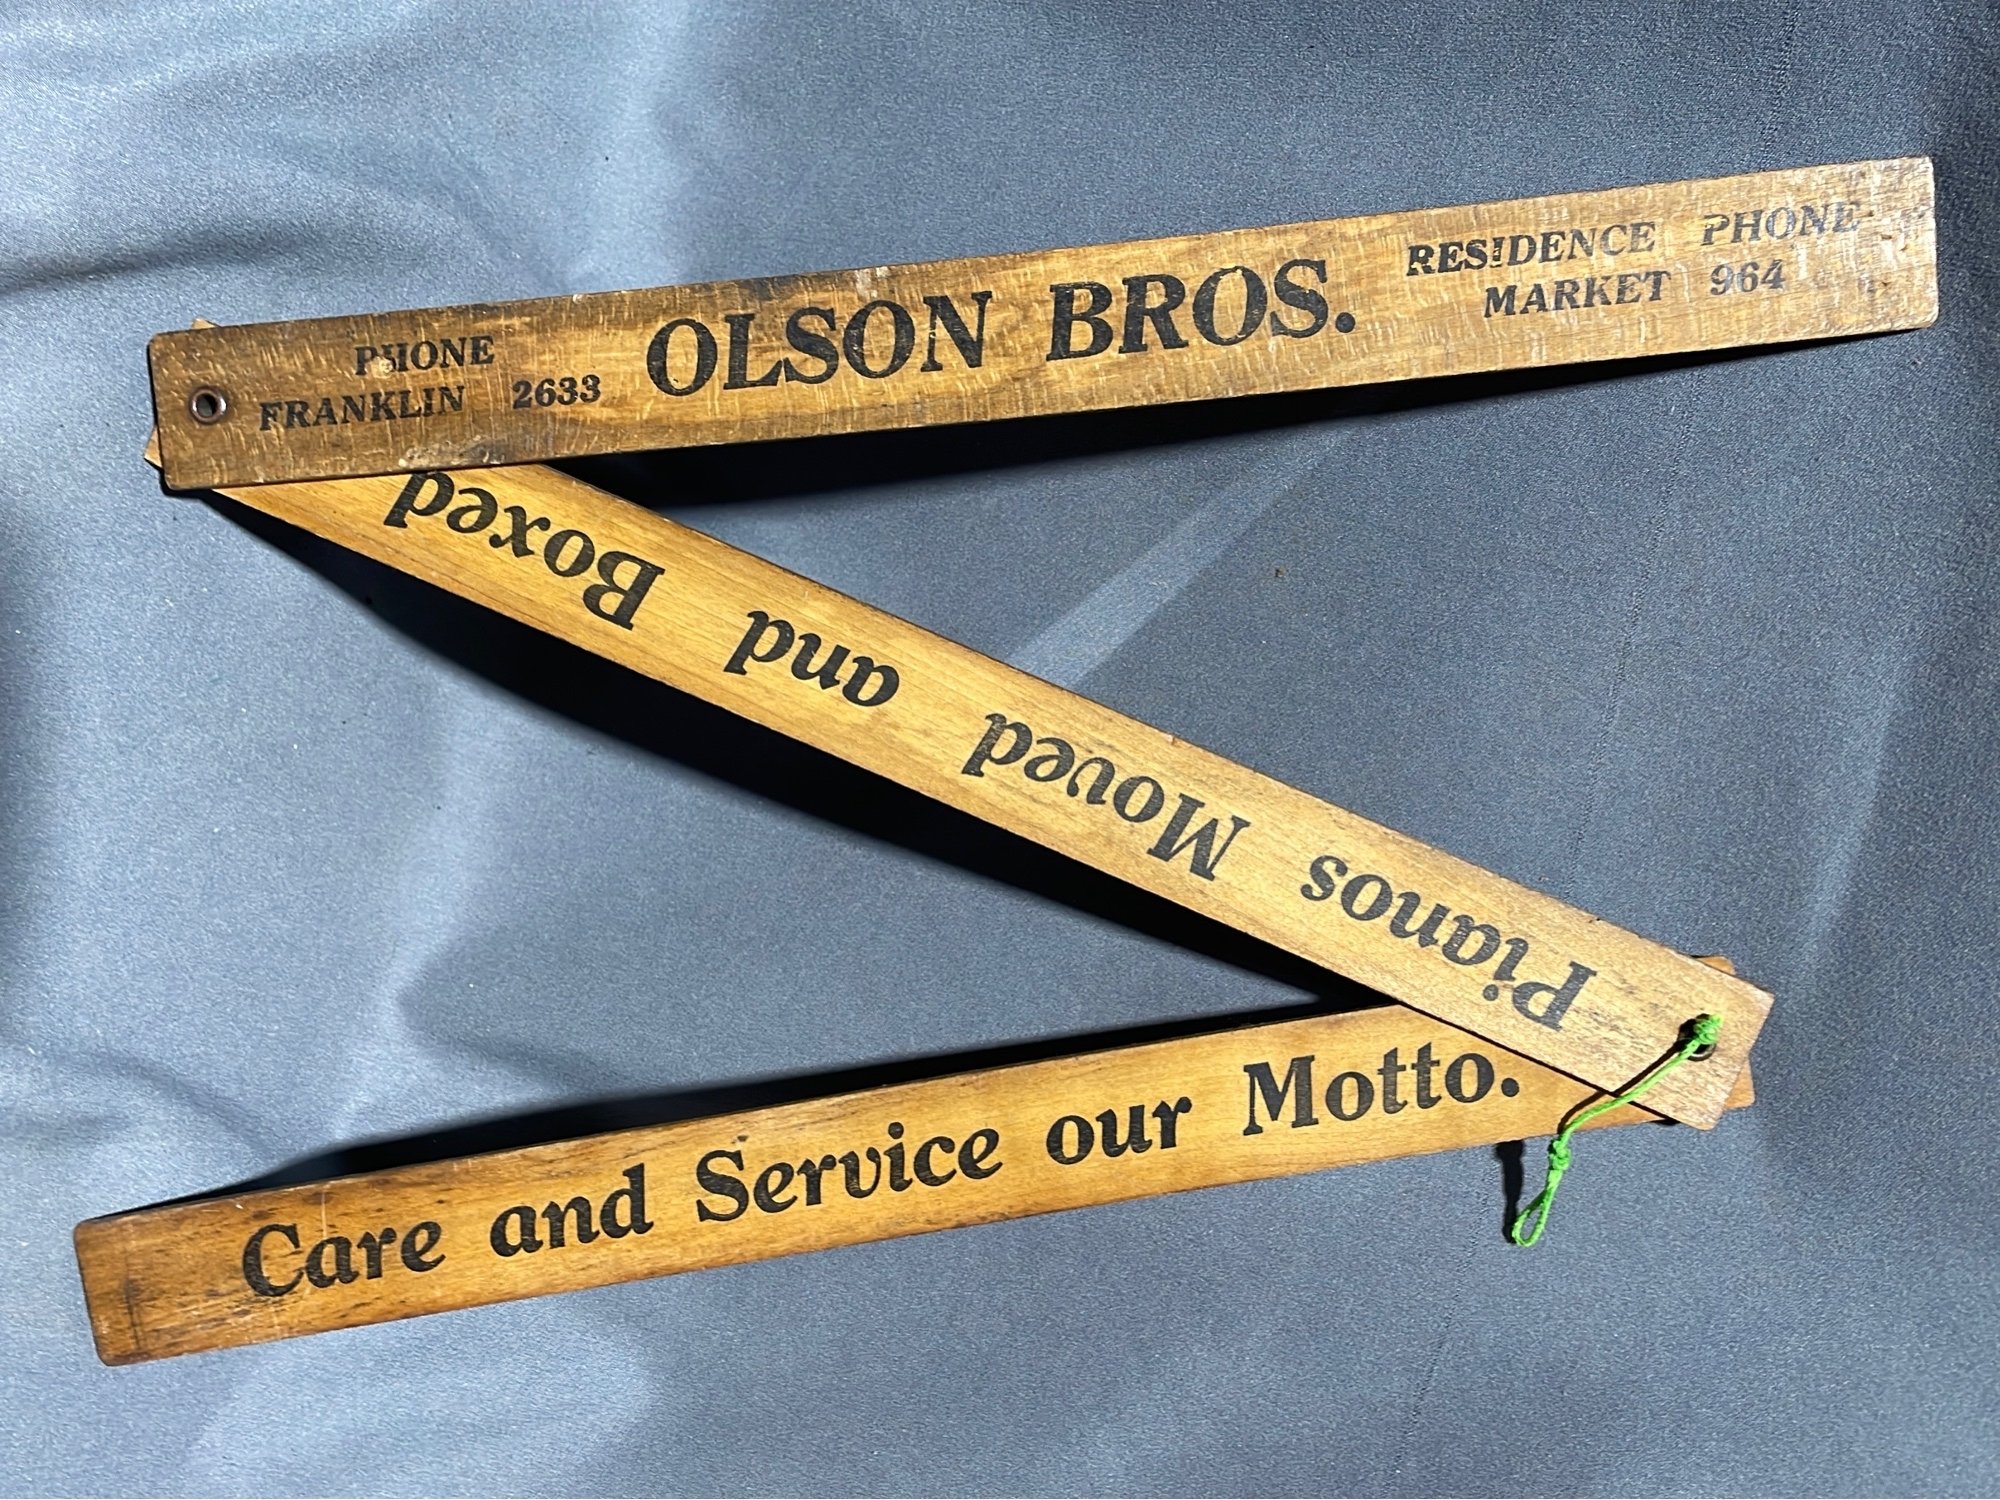 PHONE
FRANKLIN 2633
OLSON BROS.
RESIDENCE PHONE
MARKET 964
Pianos Moved and Boxed
Care and Service our Motto.